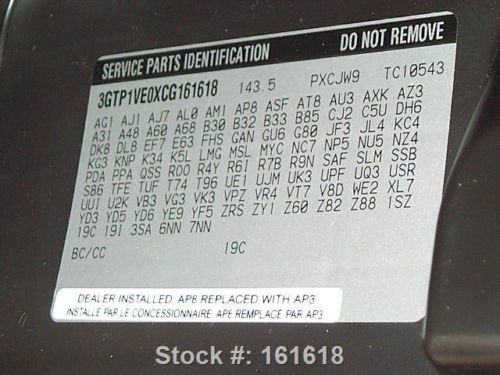 SERVICE PARTS IDENTIFICATION DO NOT REMOVE
3GTP1VE0XCG161618 143.5 PXCJW9 TC10543
AG1 AJ1 AJ7 AL0 AM1 AP8 ASF AT8 AU3 AXK AZ3
A31 A48 A60 A68 B30 B32 B33 B85 CJ2 C5U DH6
DK8 DL8 EF7 E63 FHS GAN GU6 G80 JF3 JL4 KC4
KG3 KNP K34 K5L LMG MSL MYC NC7 NP5 NU5 NZ4
PDA PPA QSS R00 R4Y R6I R7B R9N SAF SLM SSB
S86 TFE TUF T74 T96 UE1 UJM UK3 UPF UQ3 USR
UU1 U2K VB3 VG3 VK3 VPZ VR4 VT7 V8D WE2 XL7
YD3 YD5 YD6 YE9 YF5 ZRS ZY1 Z60 Z82 Z88 1SZ
19C 19I 3SA 6NN 7NN
BC/CC 19C
DEALER INSTALLED: AP8 REPLACED WITH AP3
INSTALLÉ PAR LE CONCESSIONNAIRE: AP8 REMPLACÉ PAR AP3
Stock #: 161618